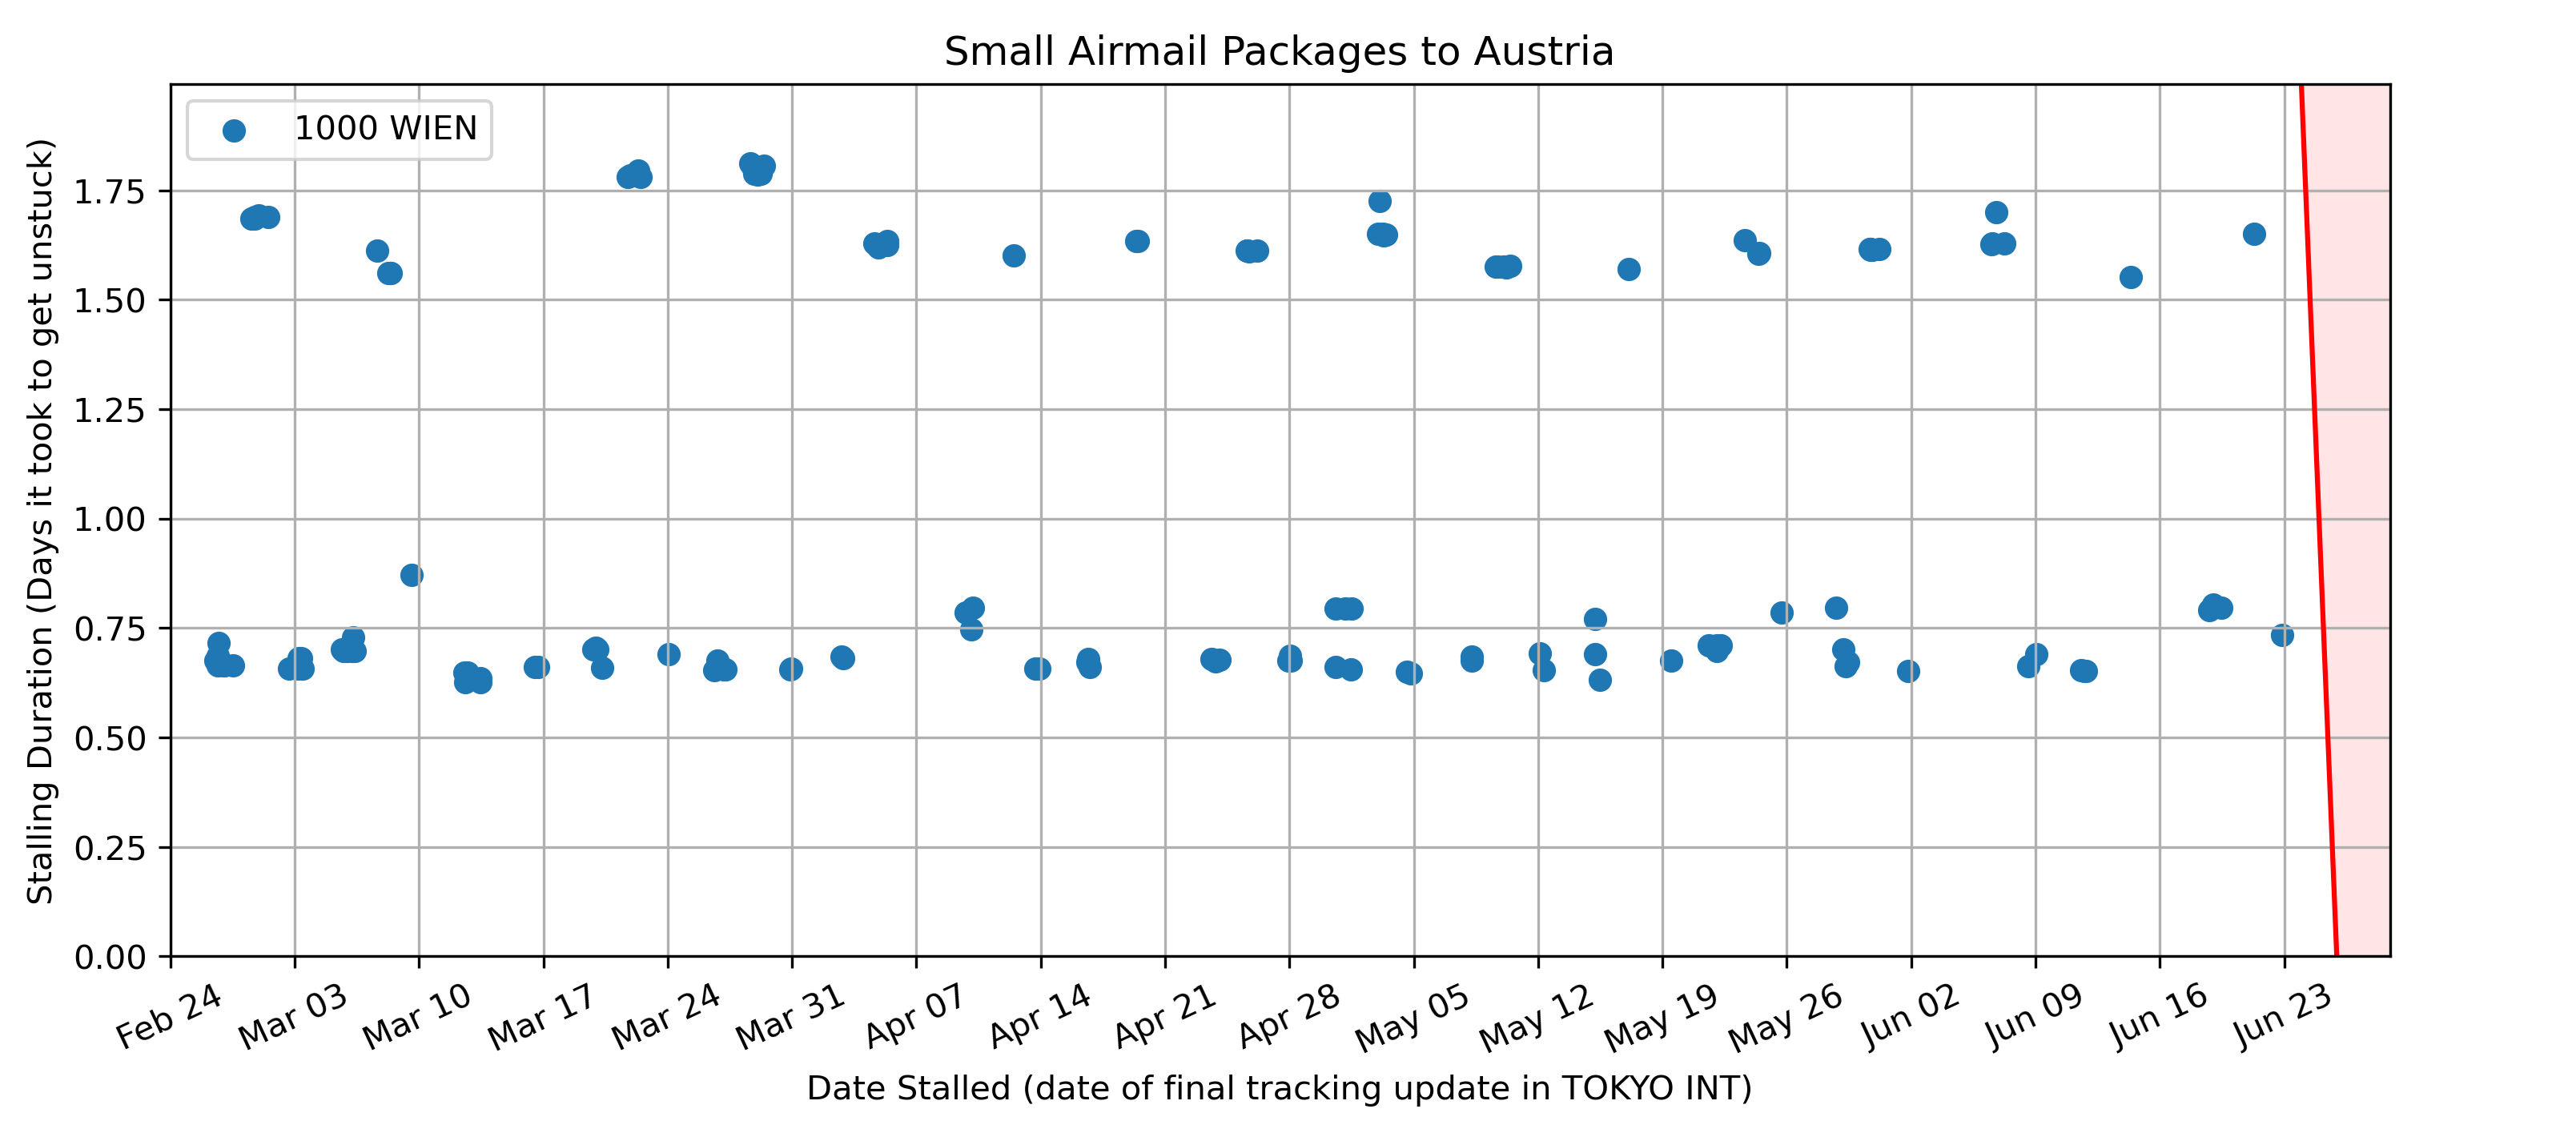 Small Airmail Packages to Austria
1000 WIEN
Stalling Duration (Days it took to get unstuck)
1.75
1.50
1.25
1.00
0.75
0.50
0.25
0.00
Feb 24 Mar 03 Mar 10 Mar 17 Mar 24 Mar 31 Apr 07 Apr 14 Apr 21 Apr 28 May 05 May 12 May 19 May 26 Jun 02 Jun 09 Jun 16 Jun 23
Date Stalled (date of final tracking update in TOKYO INT)